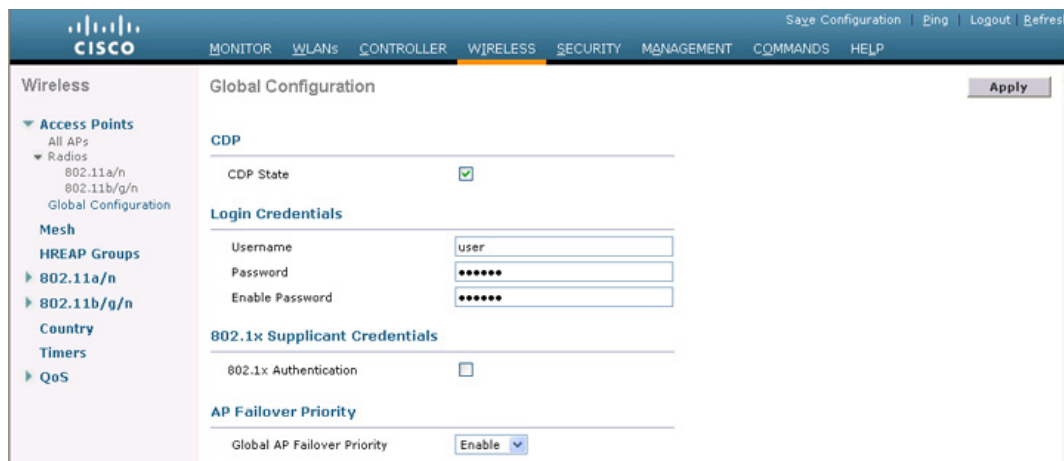 Save Configuration | Ping | Logout | Refres
CISCO
MONITOR WLANs CONTROLLER WIRELESS SECURITY MANAGEMENT COMMANDS HELP
Wireless
Access Points
All APs
Radios
802.11a/n
802.11b/g/n
Global Configuration
Mesh
HREAP Groups
802.11a/n
802.11b/g/n
Country
Timers
QoS
Global Configuration
Apply
CDP
CDP State
Login Credentials
Username user
Password ••••••
Enable Password ••••••
802.1x Supplicant Credentials
802.1x Authentication
AP Failover Priority
Global AP Failover Priority Enable